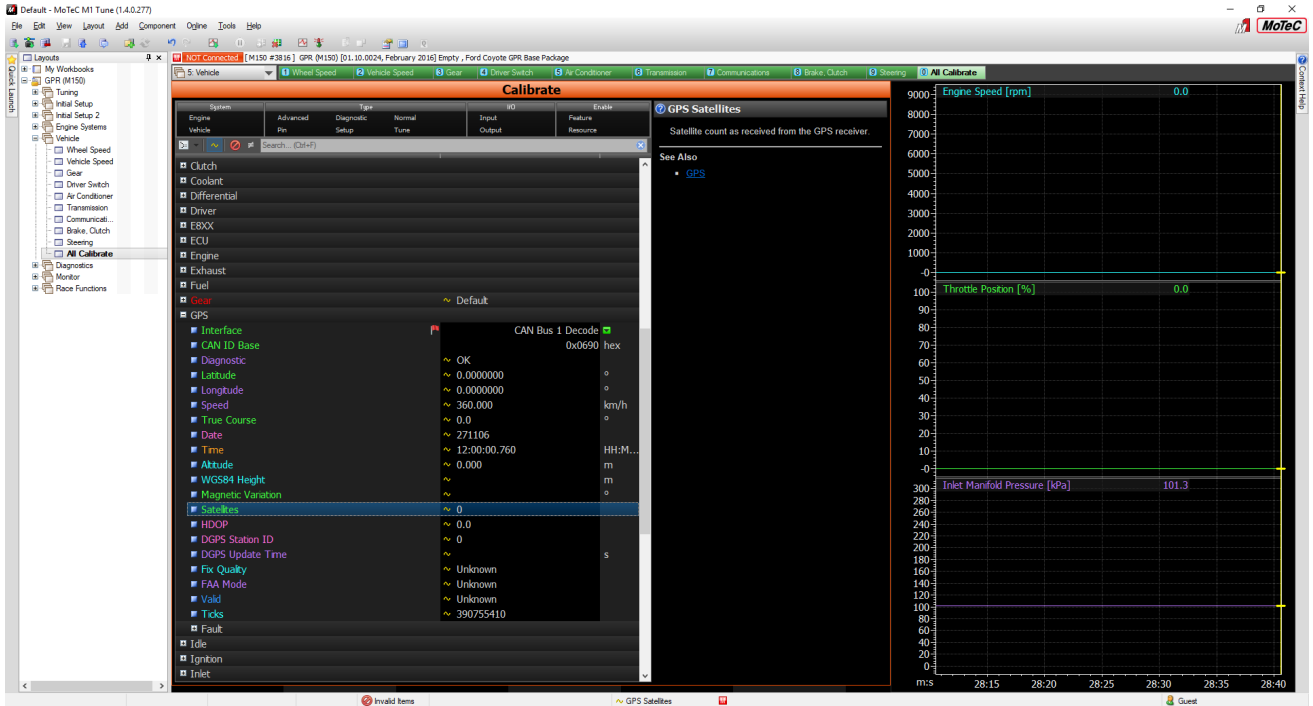 Default - MoTeC M1 Tune (1.4.0.277)
File Edit View Layout Add Component Online Tools Help
MoTeC
Layouts
NOT Connected [M150 #3816] GPR (M150) [01.10.0024, February 2016] Empty , Ford Coyote GPR Base Package
Quick Launch
Context Help
My Workbooks
GPR (M150)
Tuning
Initial Setup
Initial Setup 2
Engine Systems
Vehicle
Wheel Speed
Vehicle Speed
Gear
Driver Switch
Air Conditioner
Transmission
Communicati...
Brake, Clutch
Steering
All Calibrate
Diagnostics
Monitor
Race Functions
5: Vehicle 1 Wheel Speed 2 Vehicle Speed 3 Gear 4 Driver Switch 5 Air Conditioner 6 Transmission 7 Communications 8 Brake, Clutch 9 Steering 0 All Calibrate
Calibrate
System Type I/O Enable
Engine Advanced Diagnostic Normal Input Feature
Vehicle Pin Setup Tune Output Resource
Search... (Ctrl+F)
Clutch
Coolant
Differential
Driver
E8XX
ECU
Engine
Exhaust
Fuel
Gear Default
GPS
Interface CAN Bus 1 Decode
CAN ID Base 0x0690 hex
Diagnostic OK
Latitude 0.0000000 °
Longitude 0.0000000 °
Speed 360.000 km/h
True Course 0.0 °
Date 271106
Time 12:00:00.760 HH:M...
Altitude 0.000 m
WGS84 Height m
Magnetic Variation °
Satellites 0
HDOP 0.0
DGPS Station ID 0
DGPS Update Time s
Fix Quality Unknown
FAA Mode Unknown
Valid Unknown
Ticks 390755410
Fault
Idle
Ignition
Inlet
GPS Satellites
Satellite count as received from the GPS receiver.
See Also
GPS
Engine Speed [rpm] 0.0
9000
8000
7000
6000
5000
4000
3000
2000
1000
-0
Throttle Position [%] 0.0
100
90
80
70
60
50
40
30
20
10
-0
Inlet Manifold Pressure [kPa] 101.3
300
280
260
240
220
200
180
160
140
120
100
80
60
40
20
0
m:s 28:15 28:20 28:25 28:30 28:35 28:40
Invalid Items GPS Satellites Guest